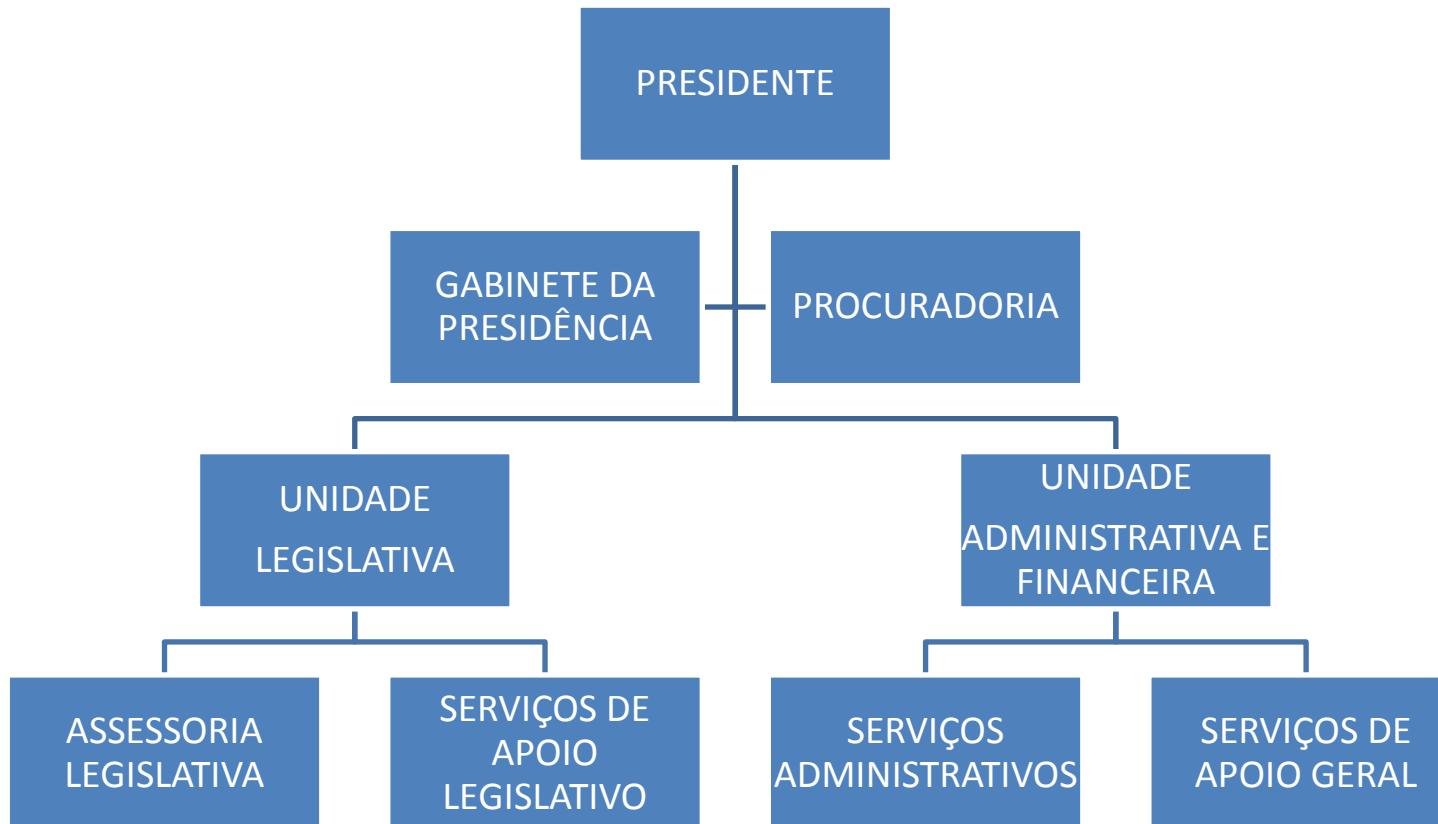 PRESIDENTE
GABINETE DA
PRESIDÊNCIA
PROCURADORIA
UNIDADE
LEGISLATIVA
UNIDADE
ADMINISTRATIVA E
FINANCEIRA
ASSESSORIA
LEGISLATIVA
SERVIÇOS DE
APOIO
LEGISLATIVO
SERVIÇOS
ADMINISTRATIVOS
SERVIÇOS DE
APOIO GERAL